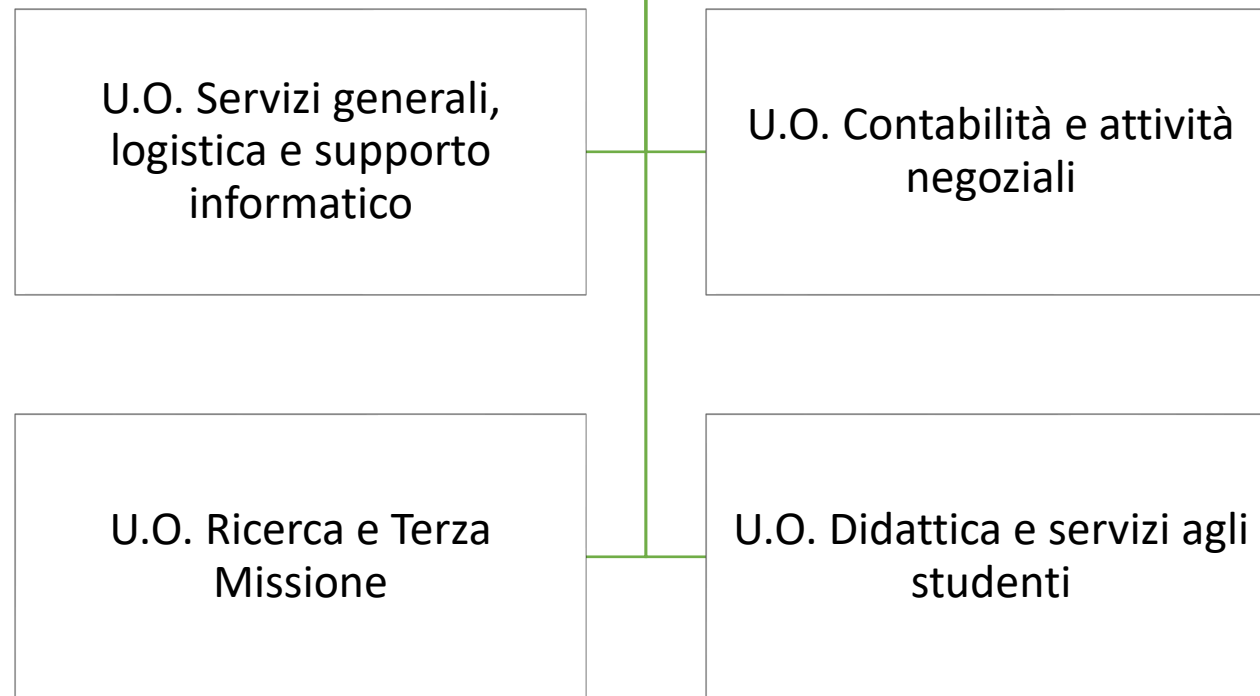 U.O. Servizi generali,
logistica e supporto
informatico
U.O. Contabilità e attività
negoziali
U.O. Ricerca e Terza
Missione
U.O. Didattica e servizi agli
studenti